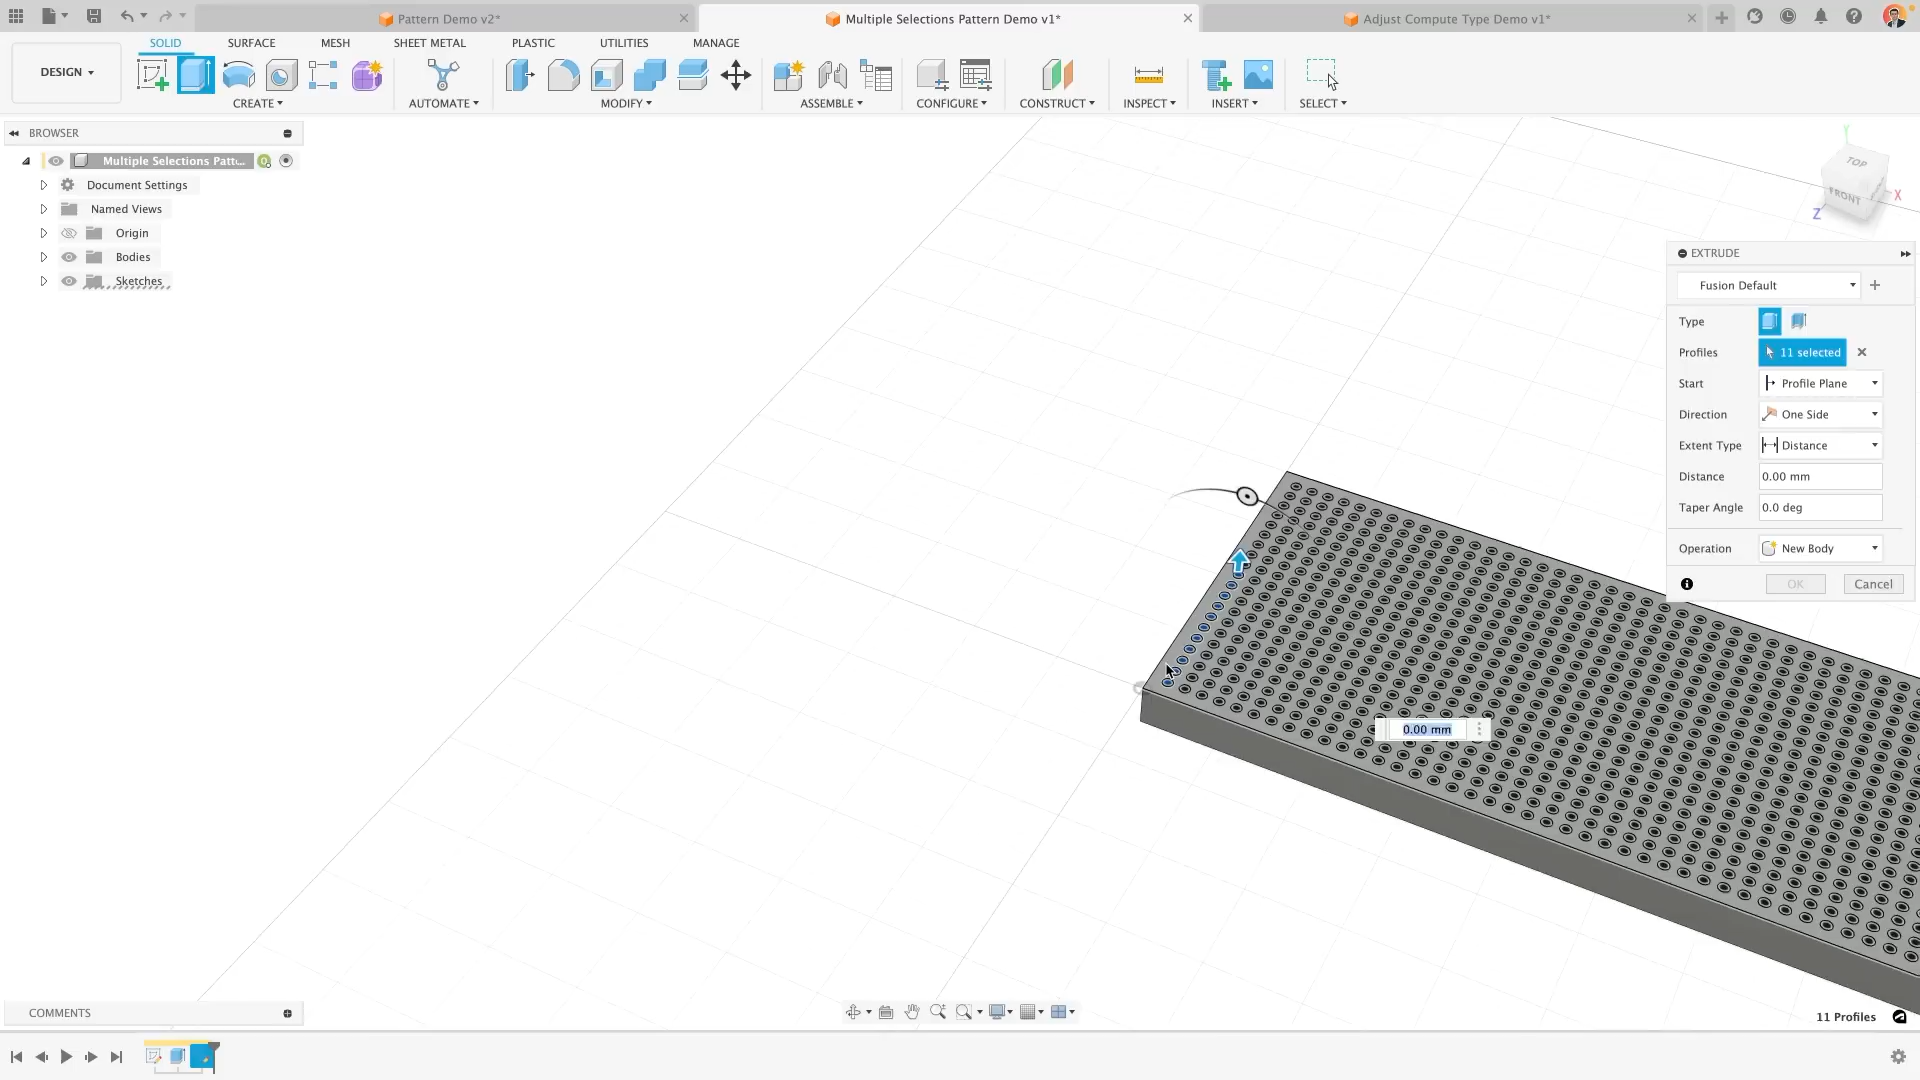 Pattern Demo v2*
Multiple Selections Pattern Demo v1*
Adjust Compute Type Demo v1*
SOLID
SURFACE
MESH
SHEET METAL
PLASTIC
UTILITIES
MANAGE
DESIGN
CREATE
AUTOMATE
MODIFY
ASSEMBLE
CONFIGURE
CONSTRUCT
INSPECT
INSERT
SELECT
BROWSER
Multiple Selections Patt...
Document Settings
Named Views
Origin
Bodies
Sketches
Y
TOP
FRONT
X
Z
EXTRUDE
Fusion Default
Type
Profiles
11 selected
Start
Profile Plane
Direction
One Side
Extent Type
Distance
Distance
0.00 mm
Taper Angle
0.0 deg
Operation
New Body
OK
Cancel
0.00 mm
COMMENTS
11 Profiles